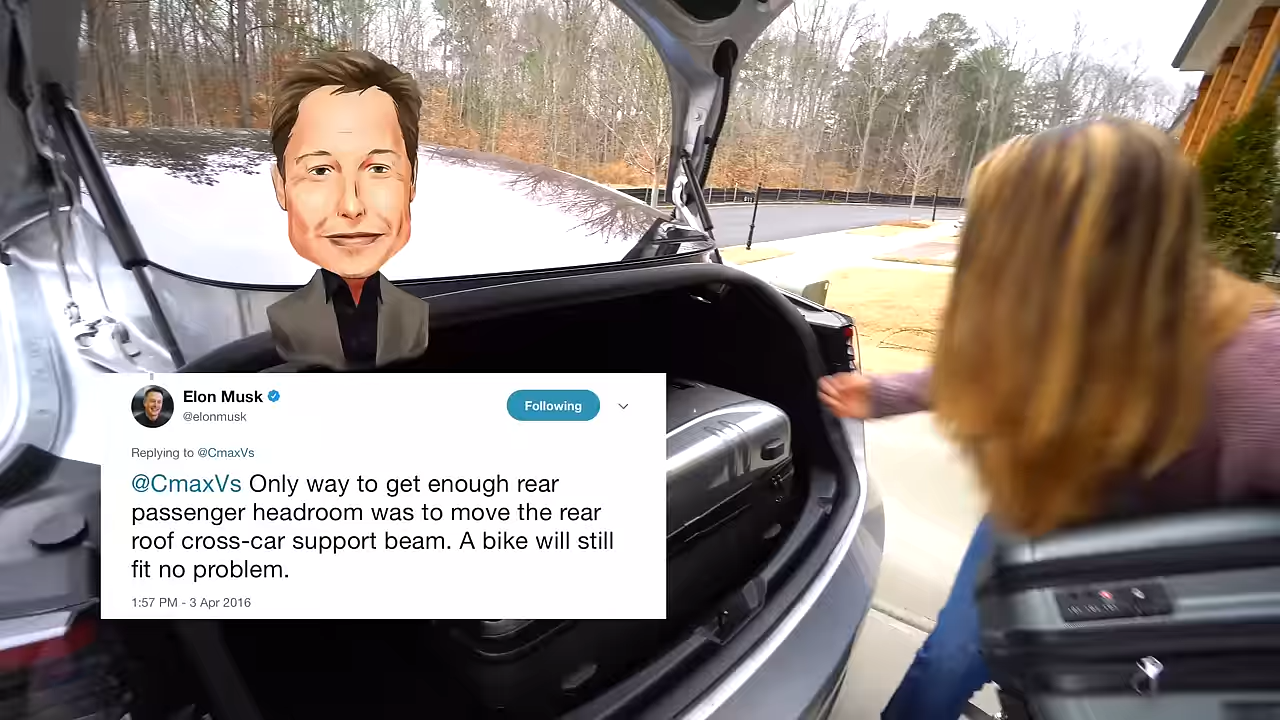 Elon Musk
@elonmusk
Following
Replying to @CmaxVs
@CmaxVs Only way to get enough rear
passenger headroom was to move the rear
roof cross-car support beam. A bike will still
fit no problem.
1:57 PM - 3 Apr 2016